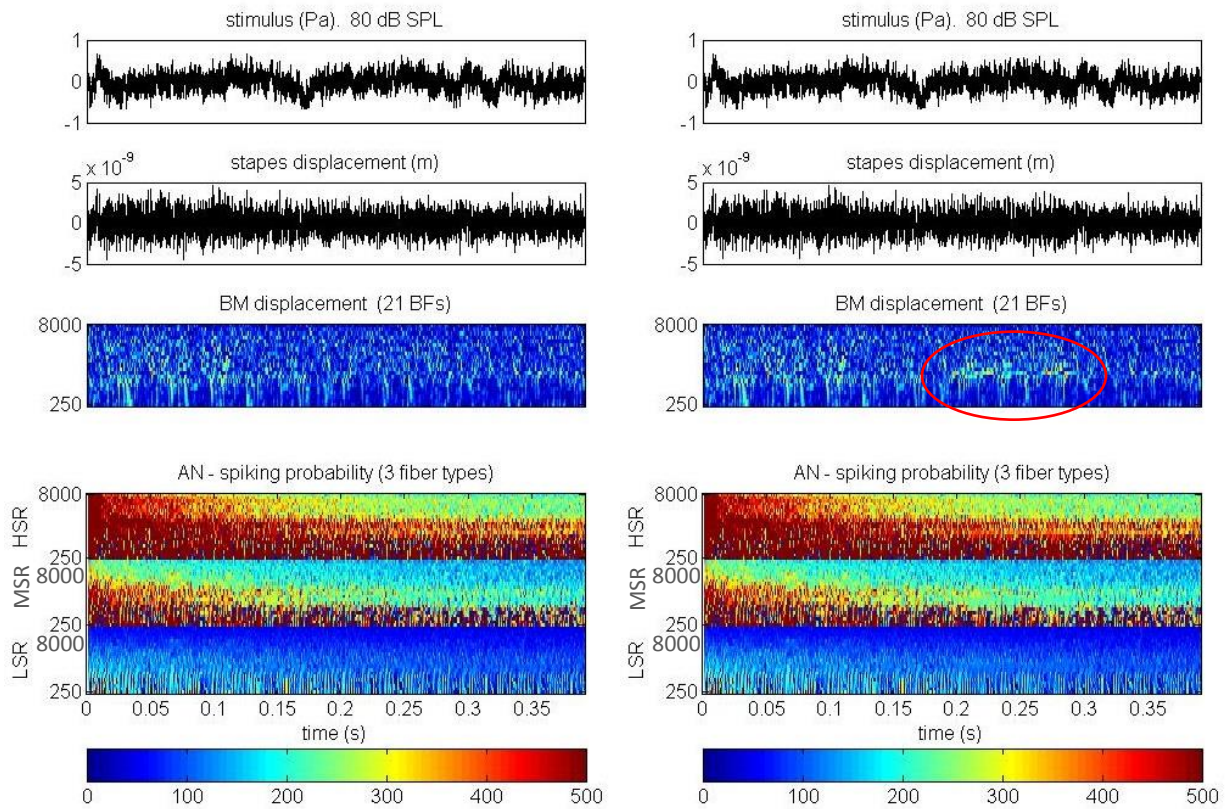 stimulus (Pa). 80 dB SPL
1
0
-1
stapes displacement (m)
x 10-9
5
0
-5
BM displacement (21 BFs)
8000
250
AN - spiking probability (3 fiber types)
8000
HSR
250
8000
MSR
250
8000
LSR
250
0 0.05 0.1 0.15 0.2 0.25 0.3 0.35
time (s)
0 100 200 300 400 500
stimulus (Pa). 80 dB SPL
1
0
-1
stapes displacement (m)
x 10-9
5
0
-5
BM displacement (21 BFs)
8000
250
AN - spiking probability (3 fiber types)
8000
HSR
250
8000
MSR
250
8000
LSR
250
0 0.05 0.1 0.15 0.2 0.25 0.3 0.35
time (s)
0 100 200 300 400 500